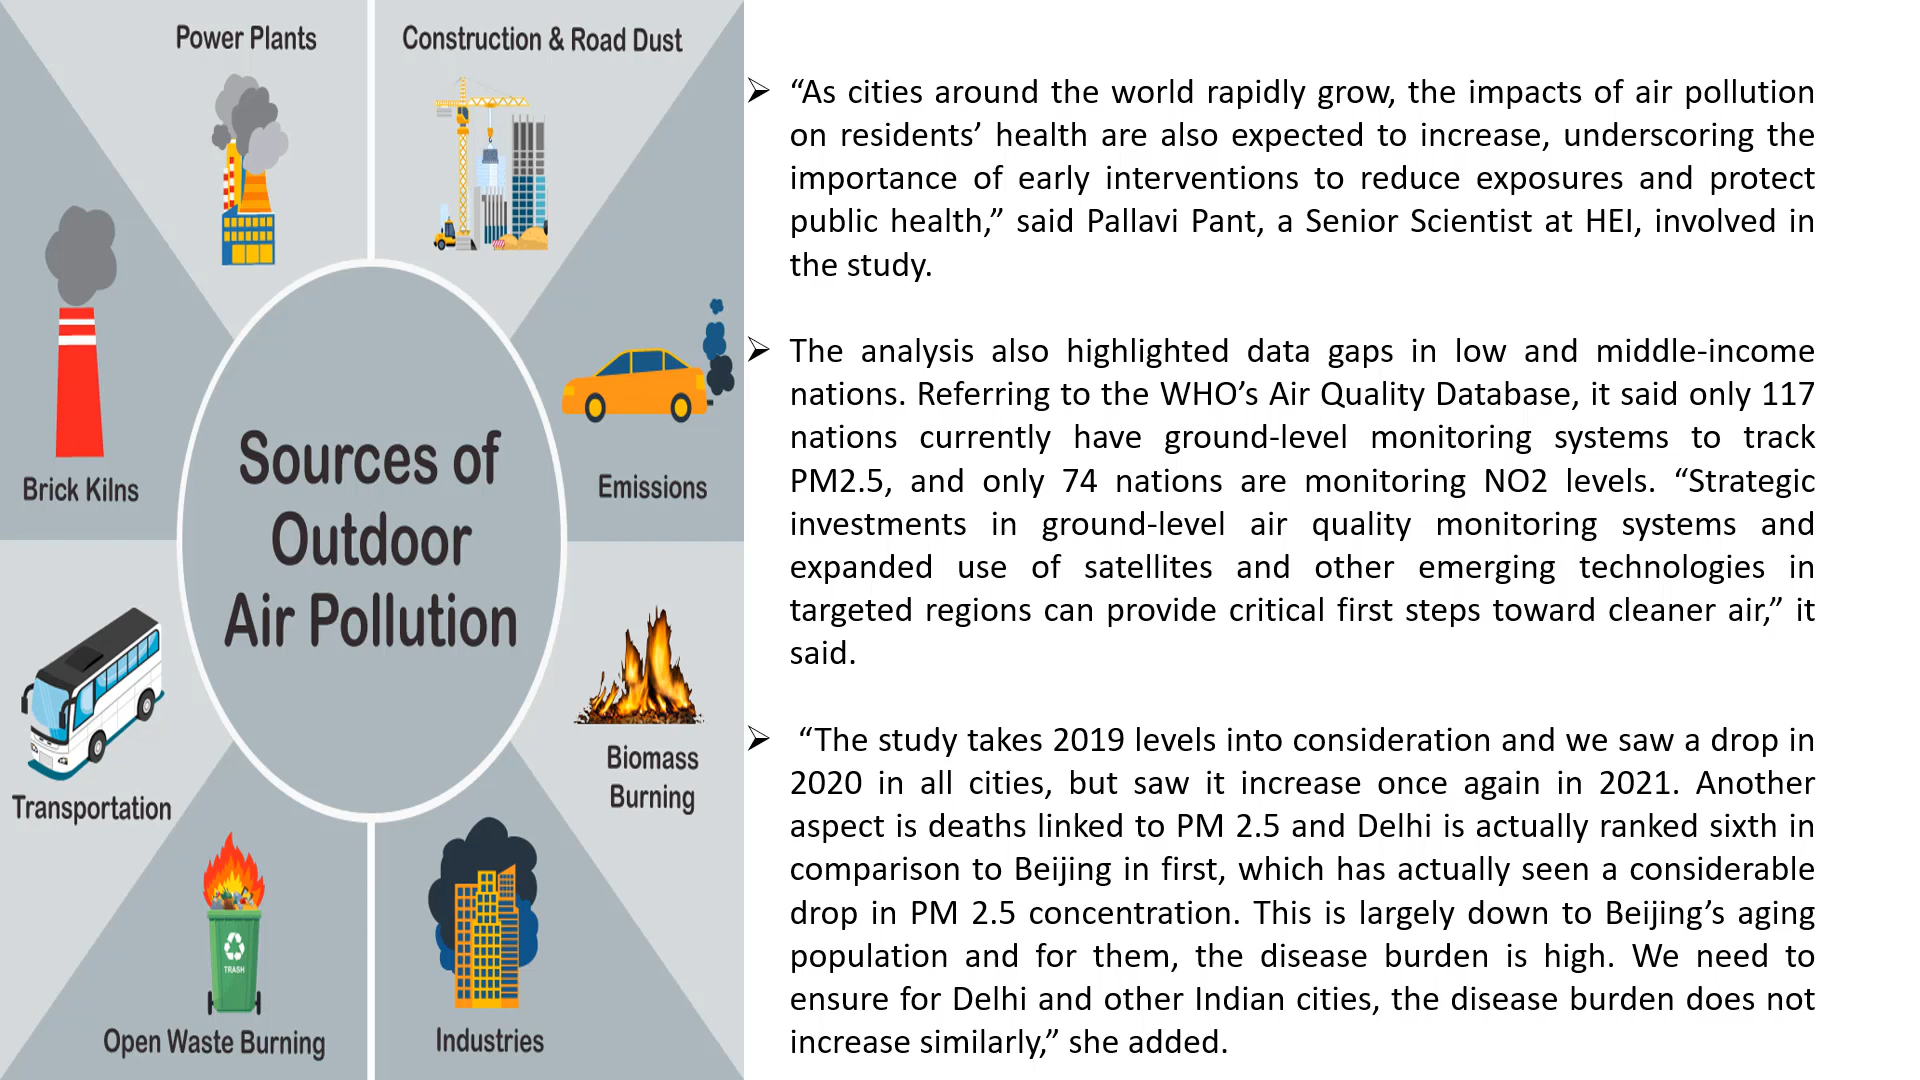 Power Plants
Construction & Road Dust
Brick Kilns
Emissions
Sources of
Outdoor
Air Pollution
Transportation
Biomass
Burning
TRASH
Open Waste Burning
Industries
➢ “As cities around the world rapidly grow, the impacts of air pollution
on residents’ health are also expected to increase, underscoring the
importance of early interventions to reduce exposures and protect
public health,” said Pallavi Pant, a Senior Scientist at HEI, involved in
the study.
➢ The analysis also highlighted data gaps in low and middle-income
nations. Referring to the WHO’s Air Quality Database, it said only 117
nations currently have ground-level monitoring systems to track
PM2.5, and only 74 nations are monitoring NO2 levels. “Strategic
investments in ground-level air quality monitoring systems and
expanded use of satellites and other emerging technologies in
targeted regions can provide critical first steps toward cleaner air,” it
said.
➢ “The study takes 2019 levels into consideration and we saw a drop in
2020 in all cities, but saw it increase once again in 2021. Another
aspect is deaths linked to PM 2.5 and Delhi is actually ranked sixth in
comparison to Beijing in first, which has actually seen a considerable
drop in PM 2.5 concentration. This is largely down to Beijing’s aging
population and for them, the disease burden is high. We need to
ensure for Delhi and other Indian cities, the disease burden does not
increase similarly,” she added.